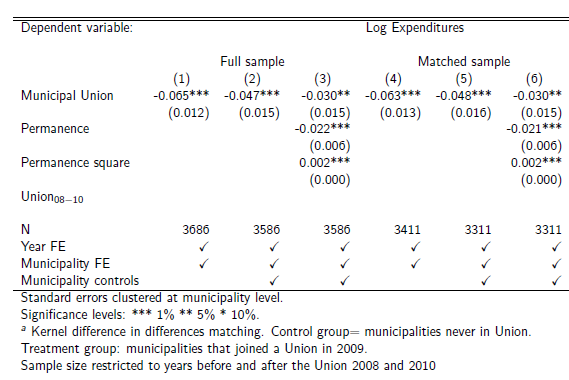 Dependent variable: Log Expenditures
Full sample Matched sample
(1) (2) (3) (4) (5) (6)
Municipal Union -0.065*** -0.047*** -0.030** -0.063*** -0.048*** -0.030**
(0.012) (0.015) (0.015) (0.013) (0.016) (0.015)
Permanence -0.022*** -0.021***
(0.006) (0.006)
Permanence square 0.002*** 0.002***
(0.000) (0.000)
Union08−10
N 3686 3586 3586 3411 3311 3311
Year FE ✓ ✓ ✓ ✓ ✓ ✓
Municipality FE ✓ ✓ ✓ ✓ ✓ ✓
Municipality controls ✓ ✓ ✓ ✓
Standard errors clustered at municipality level.
Significance levels: *** 1% ** 5% * 10%.
a Kernel difference in differences matching. Control group= municipalities never in Union.
Treatment group: municipalities that joined a Union in 2009.
Sample size restricted to years before and after the Union 2008 and 2010